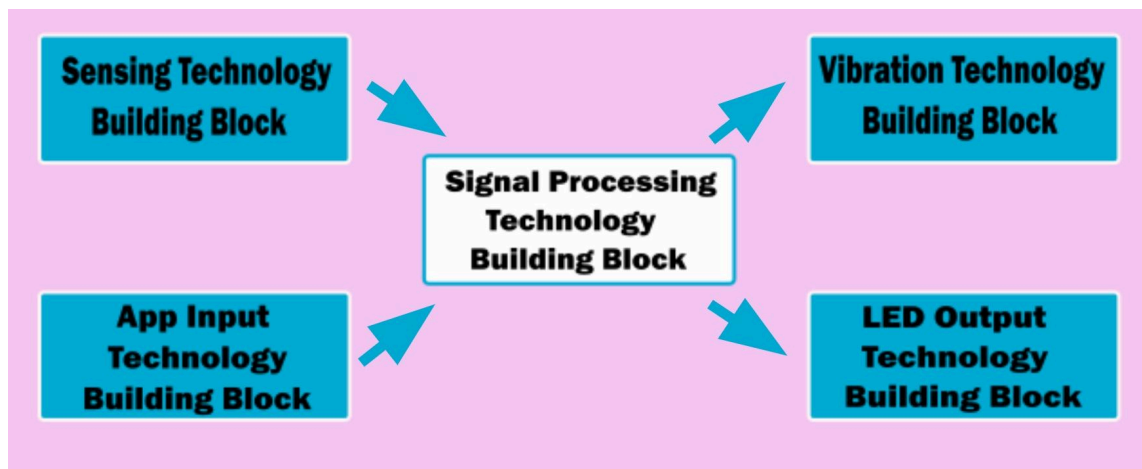 Sensing Technology
Building Block
Vibration Technology
Building Block
Signal Processing
Technology
Building Block
App Input
Technology
Building Block
LED Output
Technology
Building Block